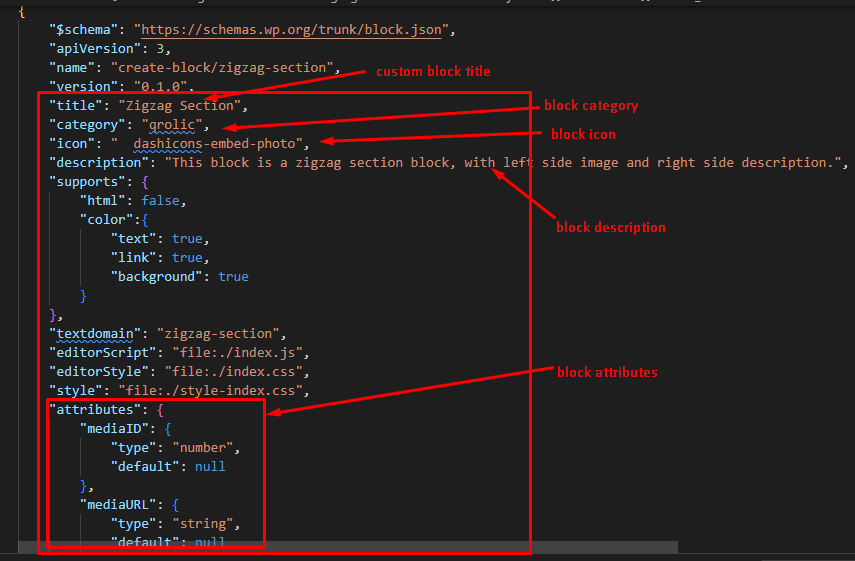 {
"$schema": "https://schemas.wp.org/trunk/block.json",
"apiVersion": 3,
"name": "create-block/zigzag-section",
custom block title
"version": "0.1.0",
"title": "Zigzag Section",
block category
"category": "qrolic",
block icon
"icon": "  dashicons-embed-photo",
"description": "This block is a zigzag section block, with left side image and right side description.",
"supports": {
"html": false,
"color":{
block description
"text": true,
"link": true,
"background": true
}
},
"textdomain": "zigzag-section",
"editorScript": "file:./index.js",
"editorStyle": "file:./index.css",
block attributes
"style": "file:./style-index.css",
"attributes": {
"mediaID": {
"type": "number",
"default": null
},
"mediaURL": {
"type": "string",
"default": null